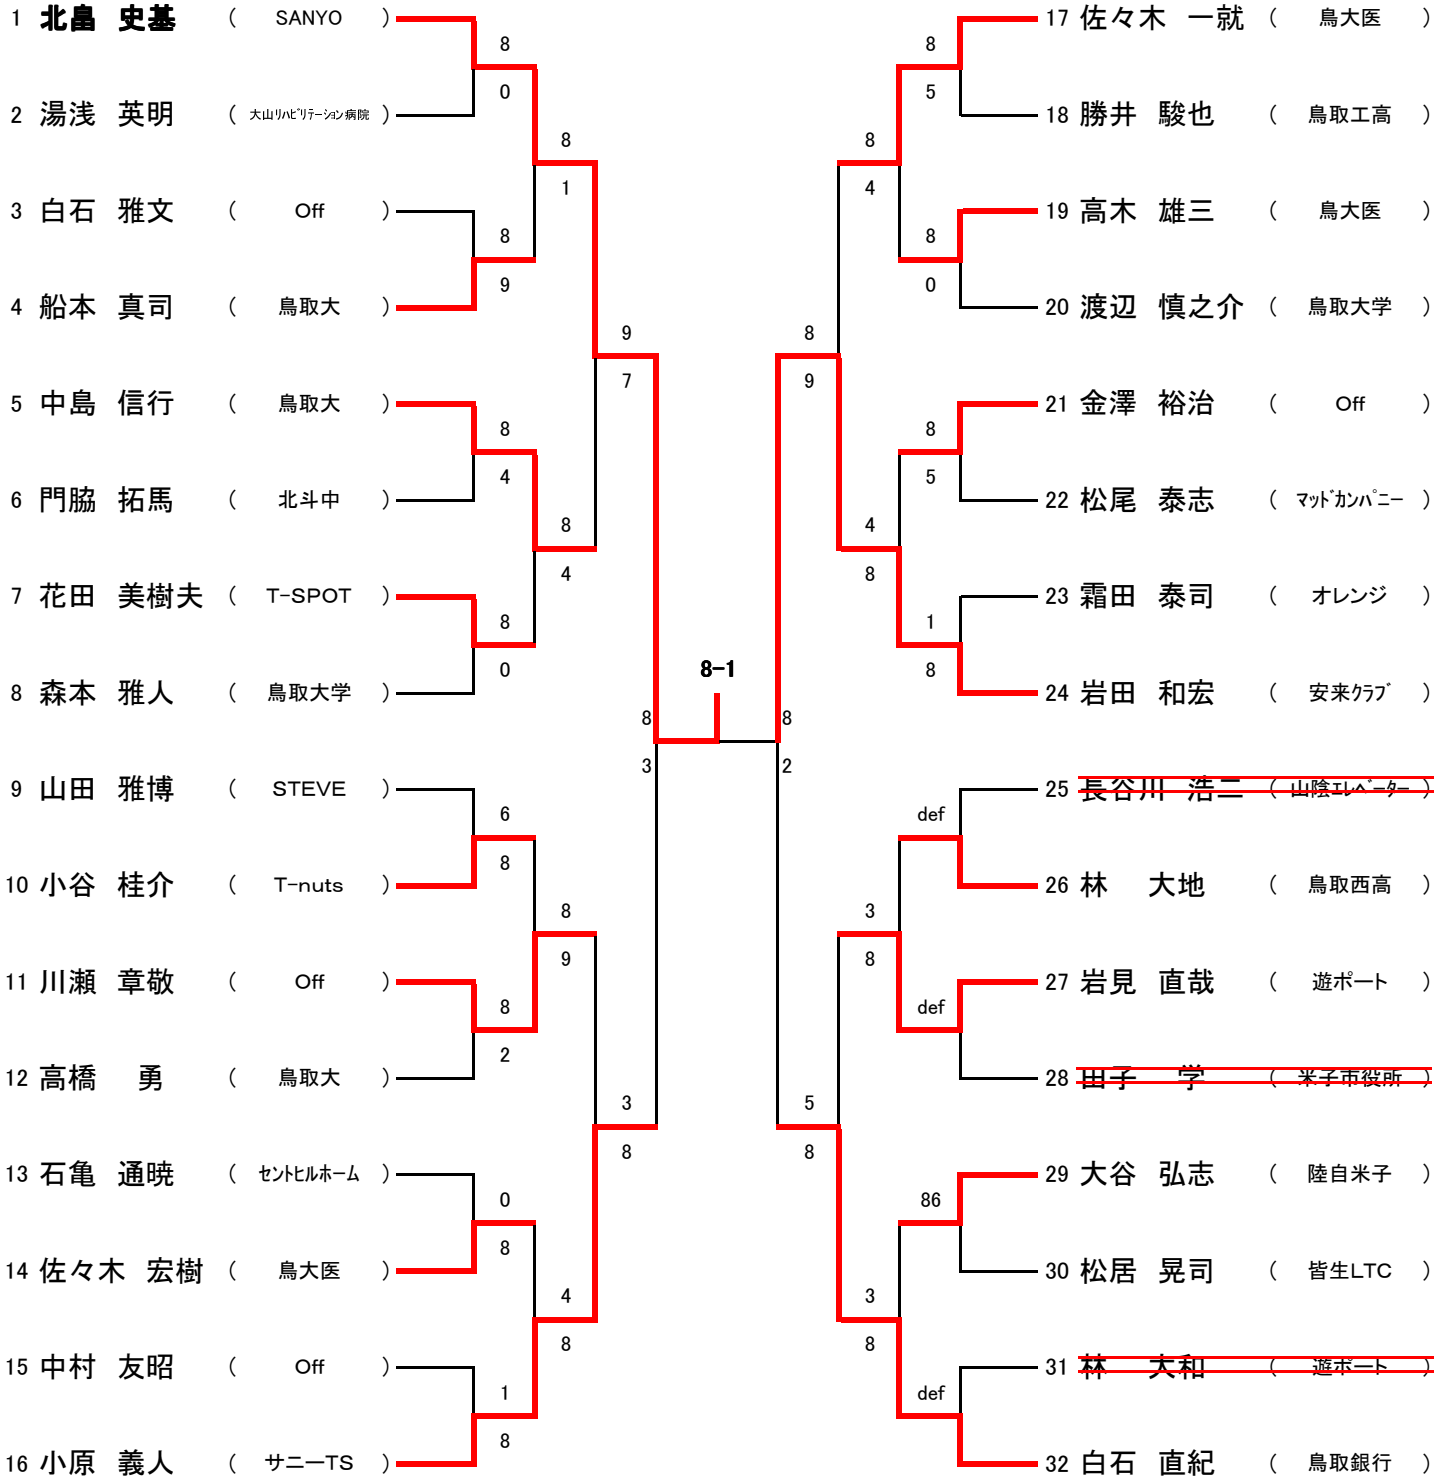 1 北畠 史基 ( SANYO )
8
0
2 湯浅 英明 ( 大山リハビリテーション病院 )
8
1
3 白石 雅文 ( Off )
8
9
4 船本 真司 ( 鳥取大 )
9
7
5 中島 信行 ( 鳥取大 )
8
4
6 門脇 拓馬 ( 北斗中 )
8
4
7 花田 美樹夫 ( T-SPOT )
8
0
8 森本 雅人 ( 鳥取大学 )
8
3
9 山田 雅博 ( STEVE )
6
8
10 小谷 桂介 ( T-nuts )
8
9
11 川瀬 章敬 ( Off )
8
2
12 高橋 勇 ( 鳥取大 )
3
8
13 石亀 通暁 ( セントヒルホーム )
0
8
14 佐々木 宏樹 ( 鳥大医 )
4
8
15 中村 友昭 ( Off )
1
8
16 小原 義人 ( サニーTS )
8-1
17 佐々木 一就 ( 鳥大医 )
8
5
18 勝井 駿也 ( 鳥取工高 )
8
4
19 高木 雄三 ( 鳥大医 )
8
0
20 渡辺 慎之介 ( 鳥取大学 )
8
9
21 金澤 裕治 ( Off )
8
5
22 松尾 泰志 ( マッドカンパニー )
4
8
23 霜田 泰司 ( オレンジ )
1
8
24 岩田 和宏 ( 安来クラブ )
8
2
25 長谷川 浩二 ( 山陰エレベーター )
def
26 林 大地 ( 鳥取西高 )
3
8
27 岩見 直哉 ( 遊ポート )
def
28 田子 学 ( 米子市役所 )
5
8
29 大谷 弘志 ( 陸自米子 )
86
30 松居 晃司 ( 皆生LTC )
3
8
31 林 大和 ( 遊ポート )
def
32 白石 直紀 ( 鳥取銀行 )